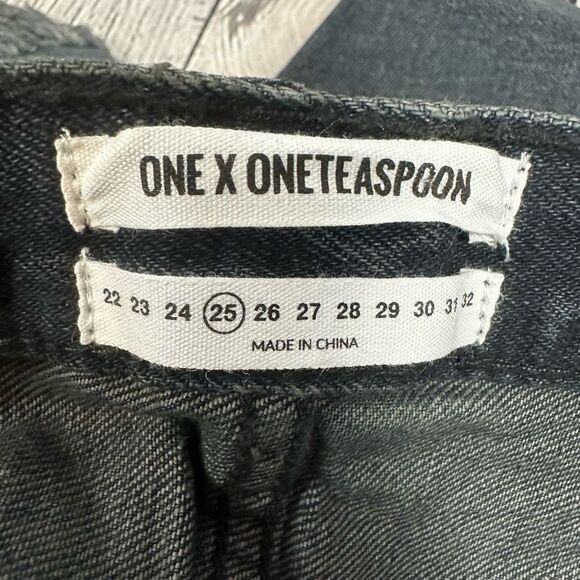 ONE X ONETEASPOON
22 23 24 25 26 27 28 29 30 31 32
MADE IN CHINA